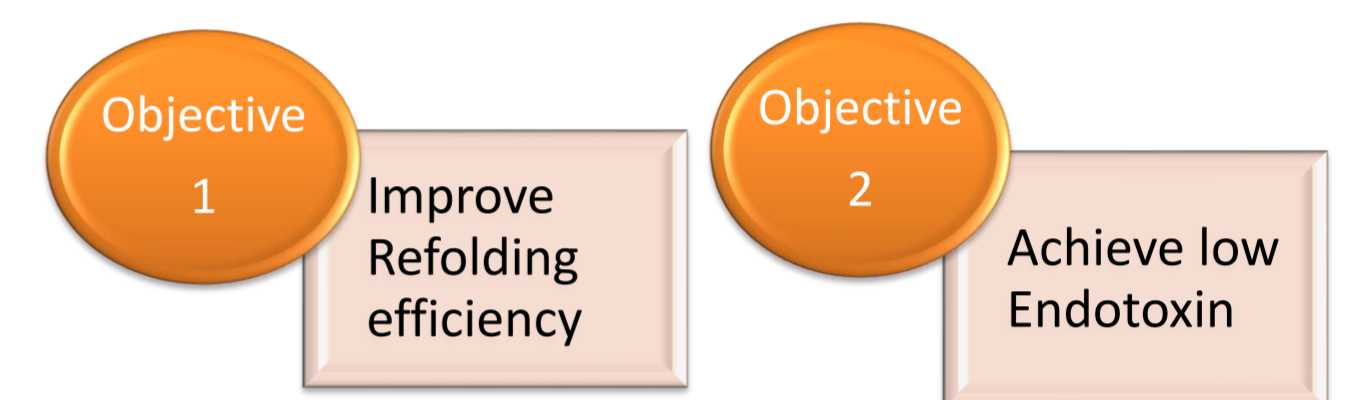 Objective
1
Improve
Refolding
efficiency
Objective
2
Achieve low
Endotoxin